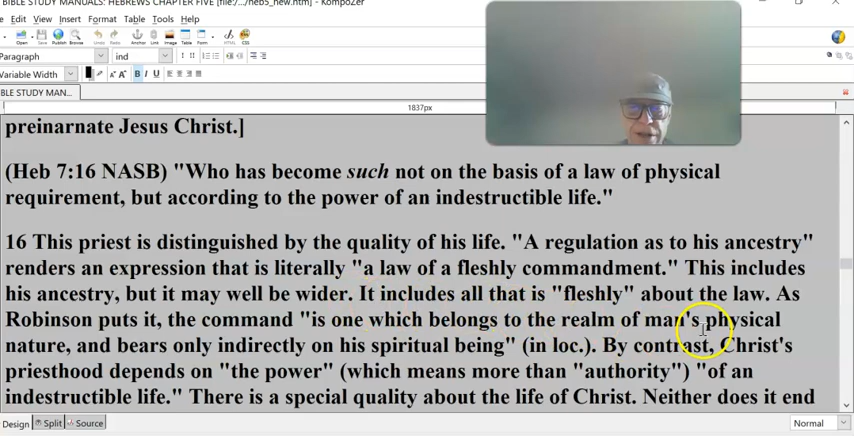 BIBLE STUDY MANUALS: HEBREWS CHAPTER FIVE [file:/.../heb5_new.htm] - KompoZer
Edit View Insert Format Table Tools Help
Open Save Publish Browse Undo Redo Anchor Link Image Table Form HTML CSS
Paragraph ind
Variable Width B I U
BLE STUDY MAN...
1837px
preinarnate Jesus Christ.]
(Heb 7:16 NASB) "Who has become such not on the basis of a law of physical
requirement, but according to the power of an indestructible life."
16 This priest is distinguished by the quality of his life. "A regulation as to his ancestry"
renders an expression that is literally "a law of a fleshly commandment." This includes
his ancestry, but it may well be wider. It includes all that is "fleshly" about the law. As
Robinson puts it, the command "is one which belongs to the realm of man's physical
nature, and bears only indirectly on his spiritual being" (in loc.). By contrast, Christ's
priesthood depends on "the power" (which means more than "authority") "of an
indestructible life." There is a special quality about the life of Christ. Neither does it end
Design Split Source Normal